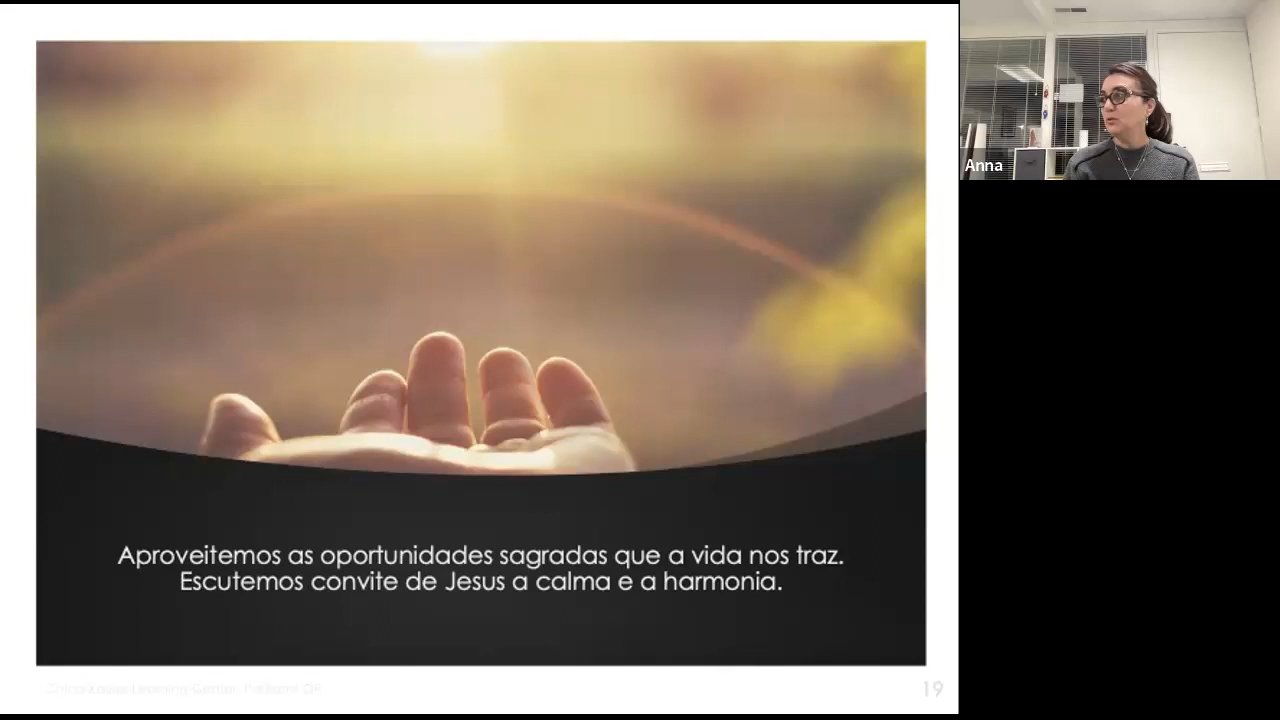 Aproveitemos as oportunidades sagradas que a vida nos traz.
Escutemos convite de Jesus a calma e a harmonia.
19
Anna